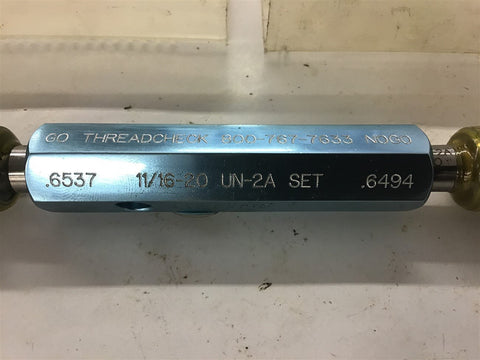 GO THREADCHECK 800-767-7633 NOGO
.6537 11/16-20 UN-2A SET .6494